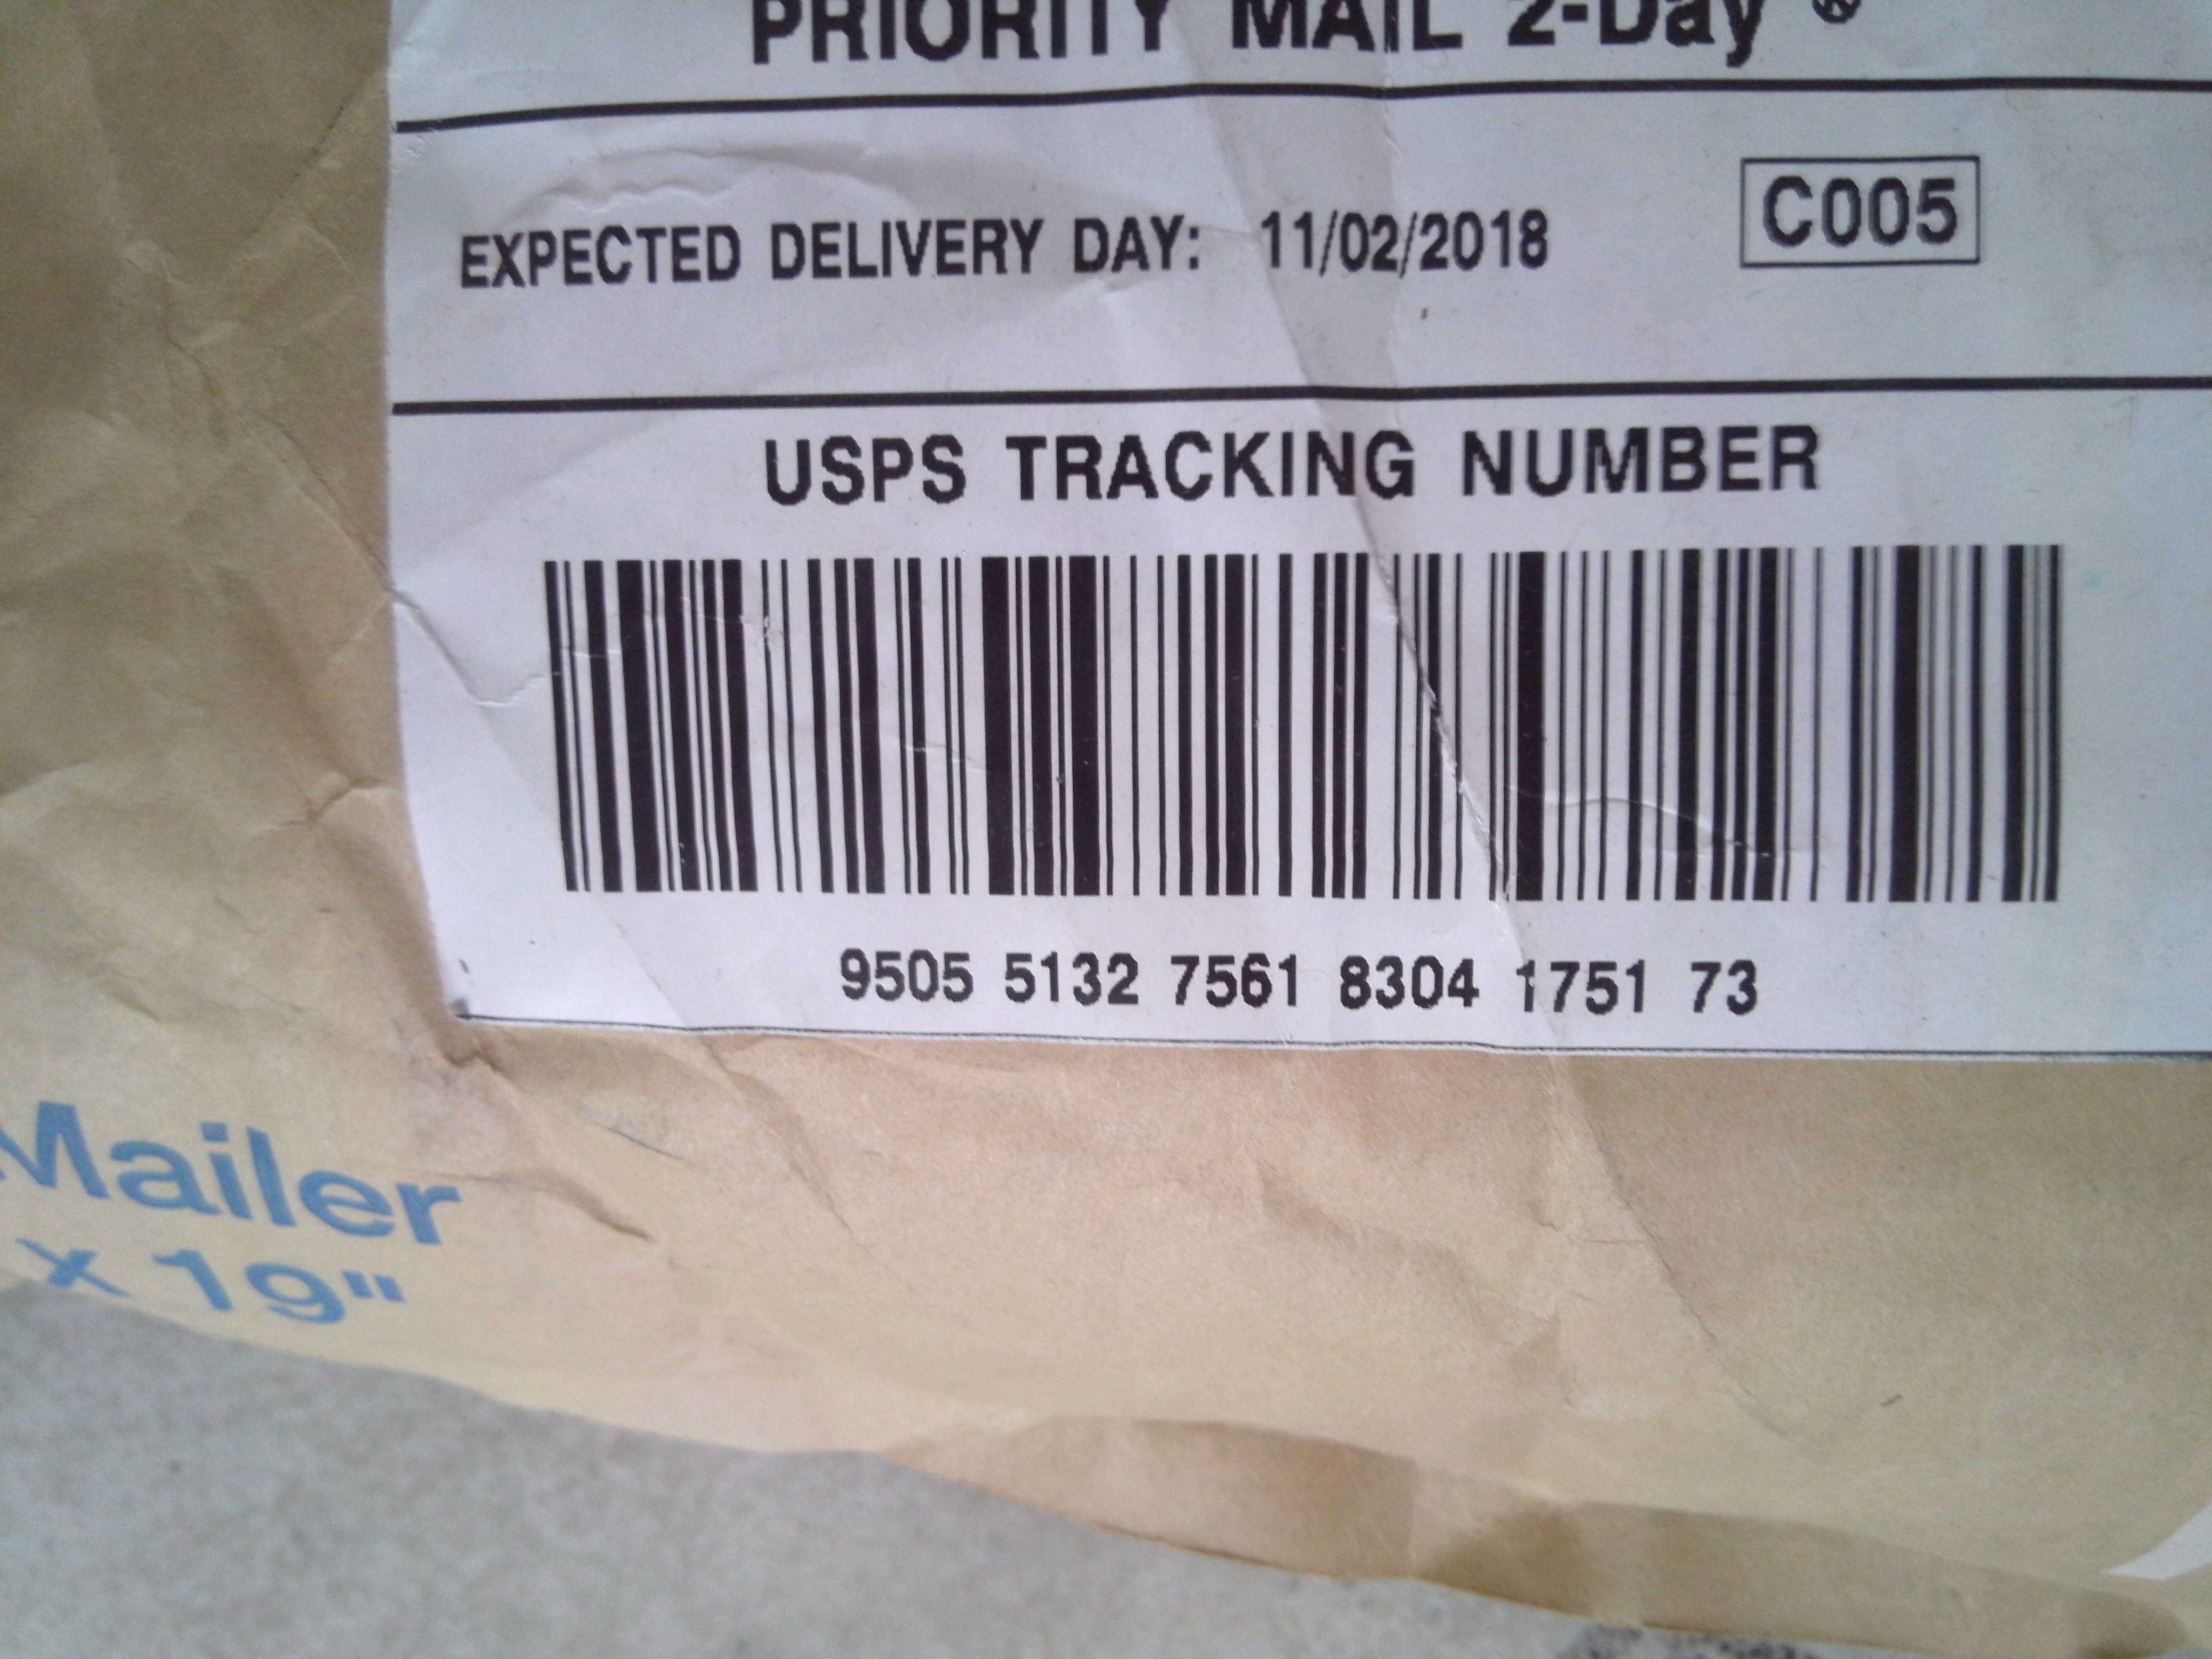 PRIORITY MAIL 2-Day ®
C005
EXPECTED DELIVERY DAY: 11/02/2018
USPS TRACKING NUMBER
9505 5132 7561 8304 1751 73
Mailer
x 19"